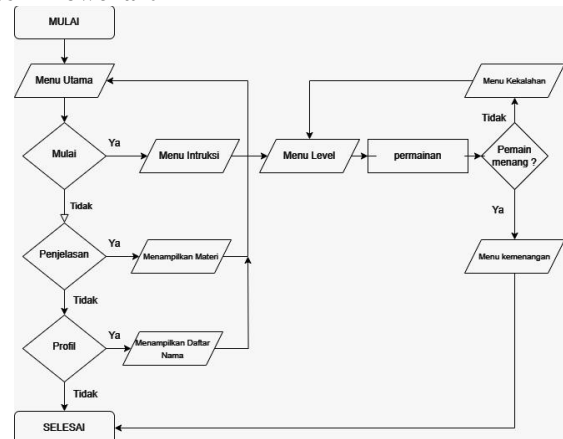 MULAI
Menu Utama
Menu Kekalahan
Tidak
Mulai
Ya
Menu Intruksi
Menu Level
permainan
Pemain
menang ?
Tidak
Ya
Penjelasan
Ya
Menampilkan Materi
Menu kemenangan
Tidak
Profil
Ya
Menampilkan Daftar
Nama
Tidak
SELESAI